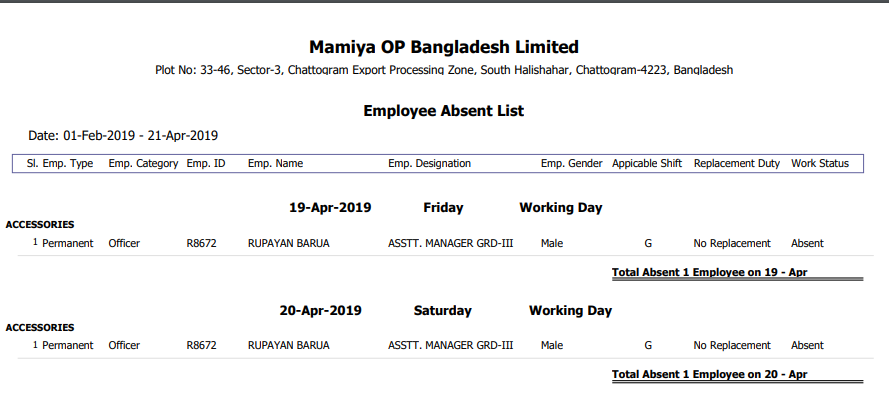 Mamiya OP Bangladesh Limited
Plot No: 33-46, Sector-3, Chattogram Export Processing Zone, South Halishahar, Chattogram-4223, Bangladesh
Employee Absent List
Date: 01-Feb-2019 - 21-Apr-2019
Sl. Emp. Type Emp. Category Emp. ID Emp. Name Emp. Designation Emp. Gender Appicable Shift Replacement Duty Work Status
19-Apr-2019 Friday Working Day
ACCESSORIES
1 Permanent Officer R8672 RUPAYAN BARUA ASSTT. MANAGER GRD-III Male G No Replacement Absent
Total Absent 1 Employee on 19 - Apr
20-Apr-2019 Saturday Working Day
ACCESSORIES
1 Permanent Officer R8672 RUPAYAN BARUA ASSTT. MANAGER GRD-III Male G No Replacement Absent
Total Absent 1 Employee on 20 - Apr